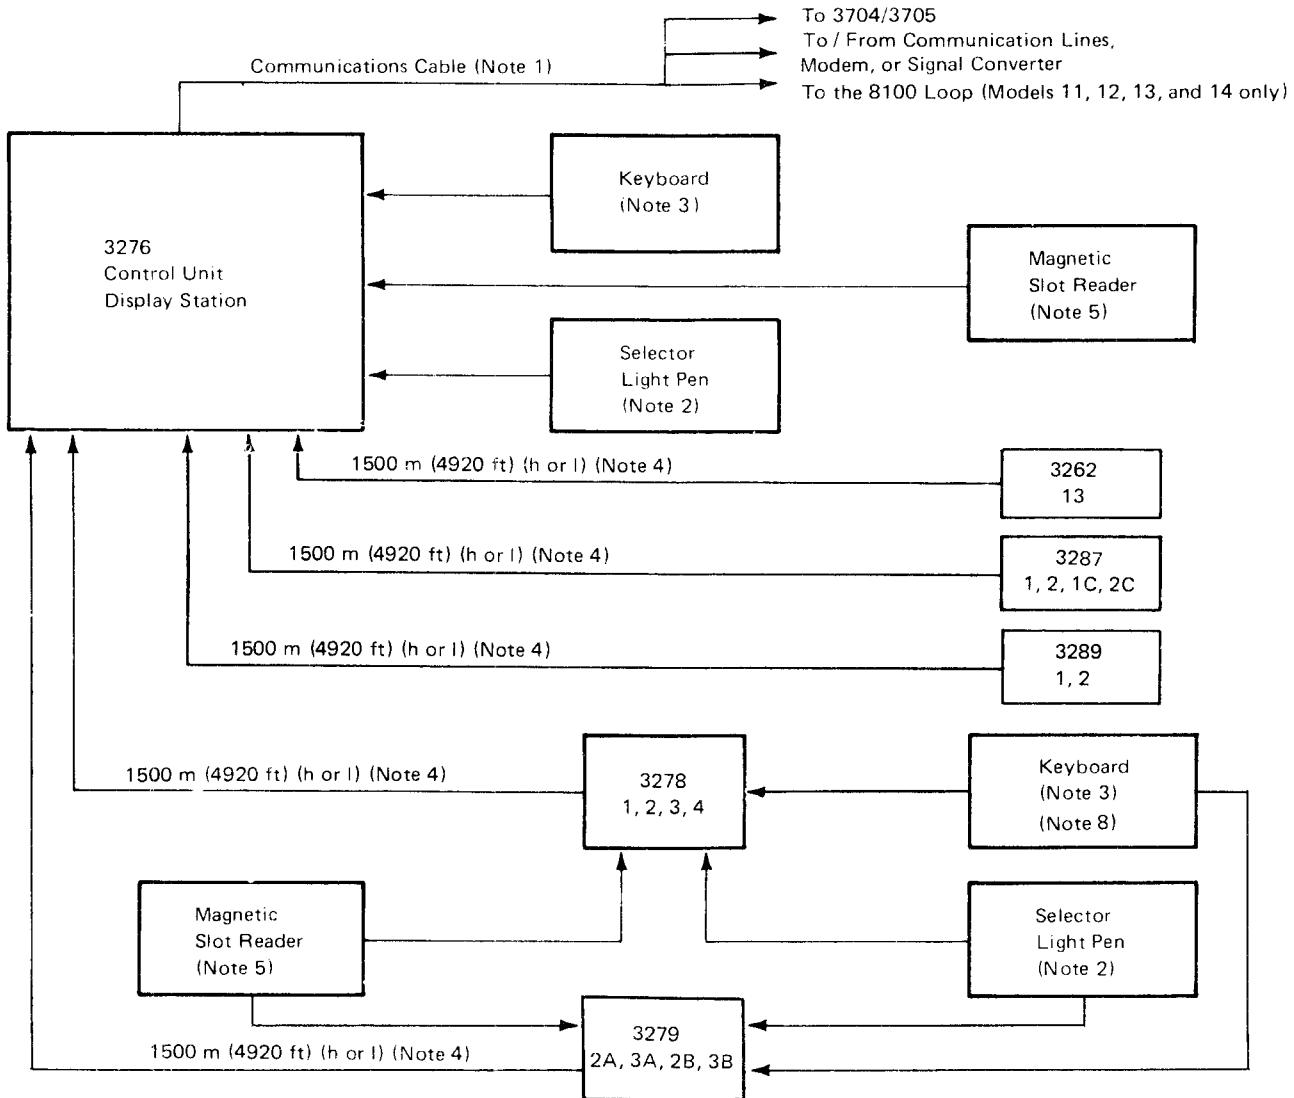 To 3704/3705
To / From Communication Lines,
Modem, or Signal Converter
To the 8100 Loop (Models 11, 12, 13, and 14 only)
Communications Cable (Note 1)
3276
Control Unit
Display Station
Keyboard
(Note 3)
Magnetic
Slot Reader
(Note 5)
Selector
Light Pen
(Note 2)
1500 m (4920 ft) (h or l) (Note 4)
3262
13
1500 m (4920 ft) (h or l) (Note 4)
3287
1, 2, 1C, 2C
1500 m (4920 ft) (h or l) (Note 4)
3289
1, 2
1500 m (4920 ft) (h or l) (Note 4)
3278
1, 2, 3, 4
Keyboard
(Note 3)
(Note 8)
Magnetic
Slot Reader
(Note 5)
Selector
Light Pen
(Note 2)
1500 m (4920 ft) (h or l) (Note 4)
3279
2A, 3A, 2B, 3B